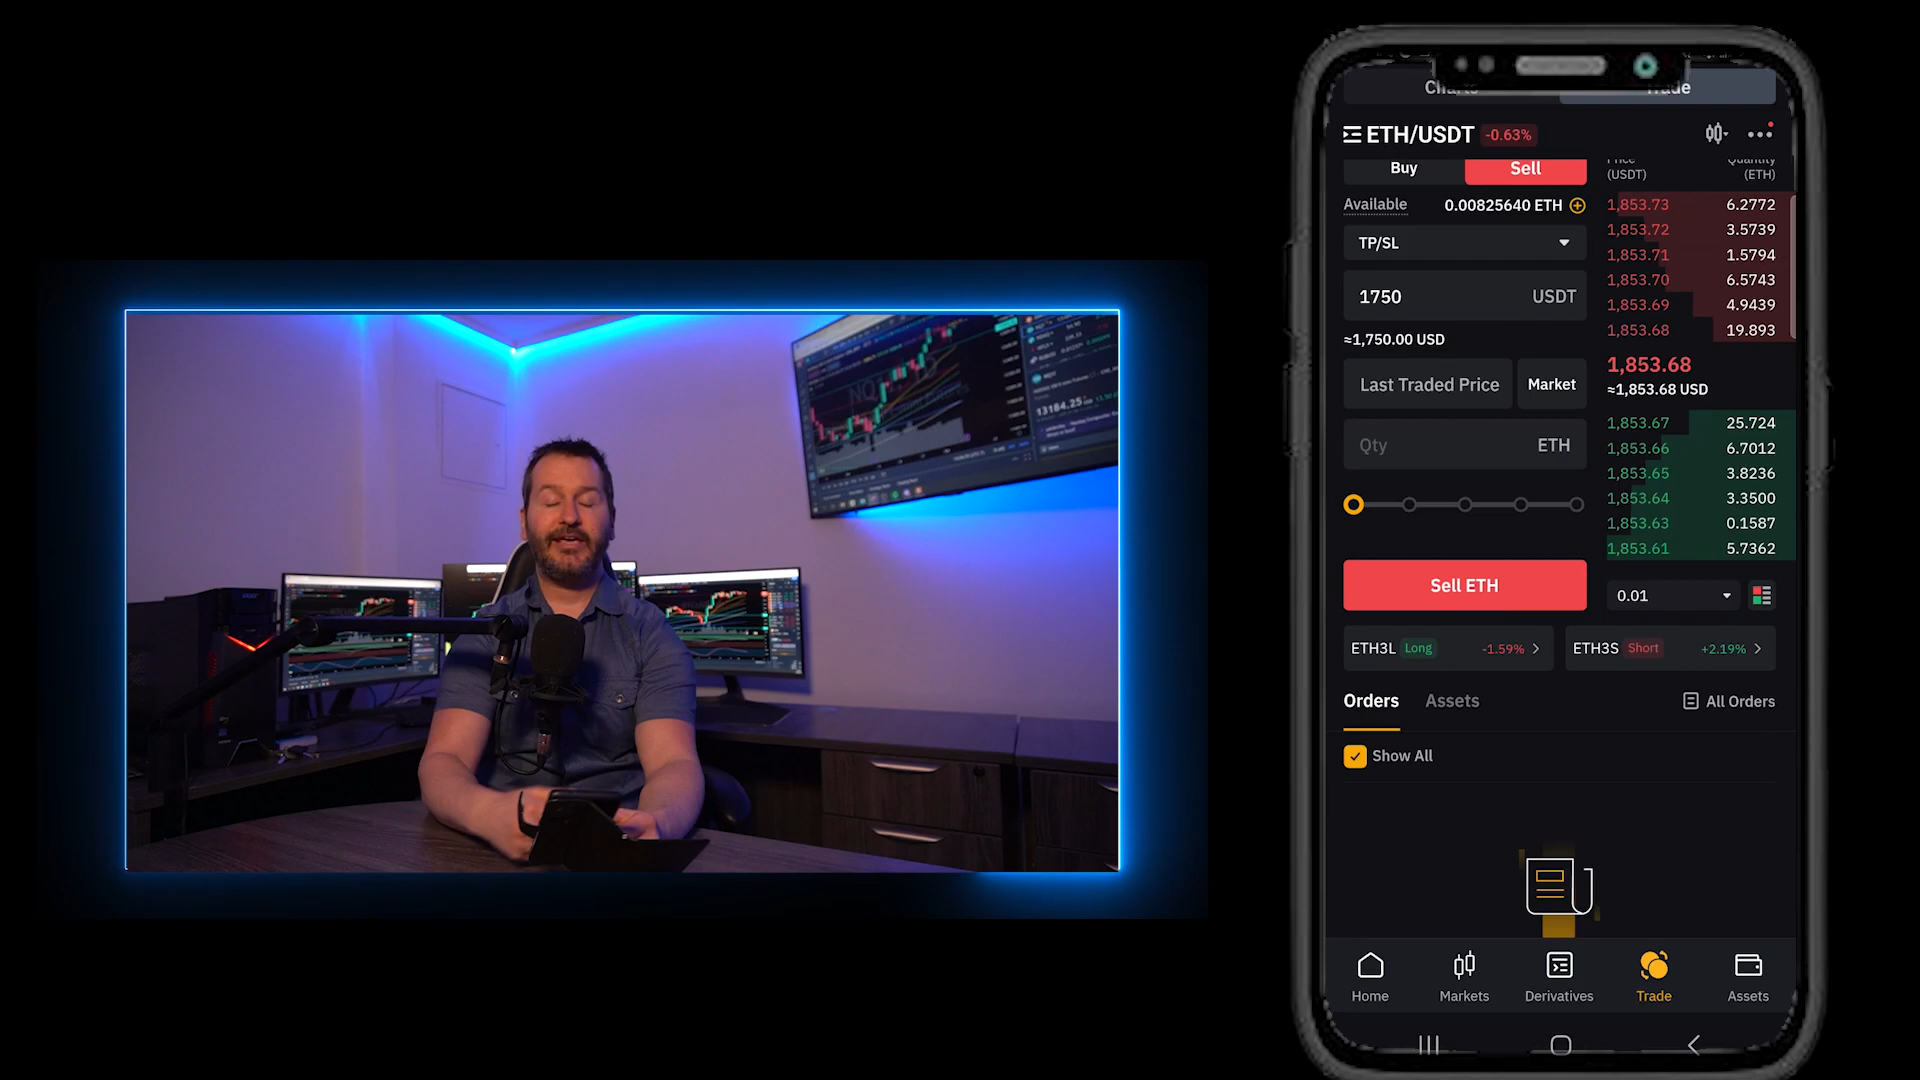 Trade
ETH/USDT -0.63%
Buy Sell
Price Quantity
(USDT) (ETH)
Available 0.00825640 ETH
1,853.73 6.2772
1,853.72 3.5739
TP/SL
1,853.71 1.5794
1,853.70 6.5743
1750 USDT
1,853.69 4.9439
1,853.68 19.893
≈1,750.00 USD
1,853.68
≈1,853.68 USD
Last Traded Price Market
1,853.67 25.724
Qty ETH
1,853.66 6.7012
1,853.65 3.8236
1,853.64 3.3500
1,853.63 0.1587
1,853.61 5.7362
Sell ETH
0.01
ETH3L Long -1.59%
ETH3S Short +2.19%
Orders Assets All Orders
Show All
Home Markets Derivatives Trade Assets
13184.25